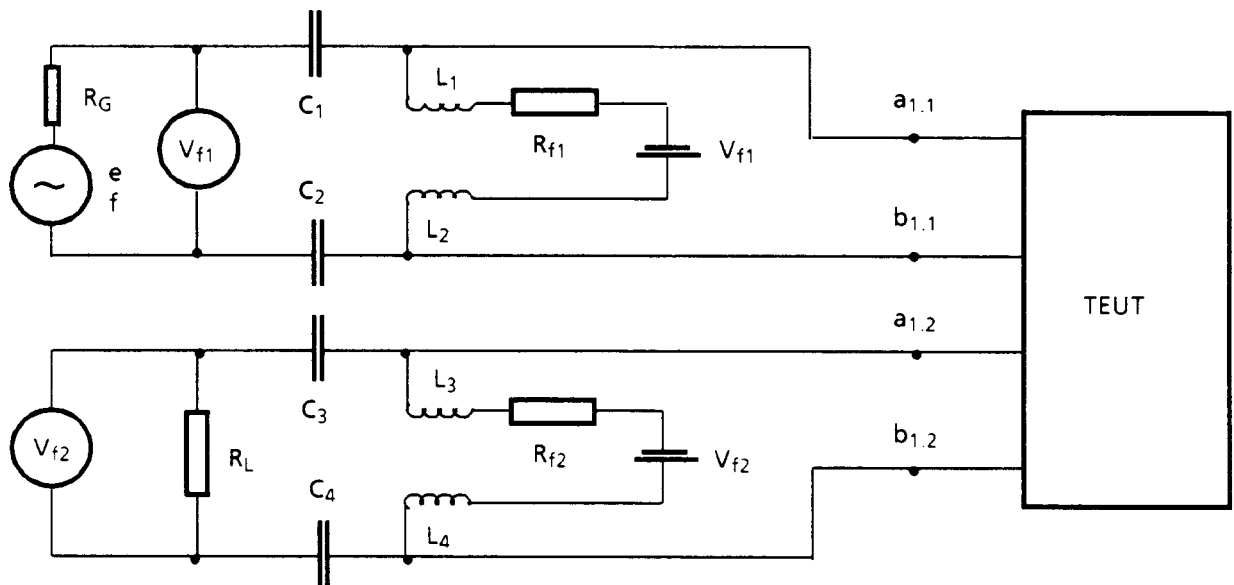 R_G
e
f
V_f1
C_1
C_2
L_1
L_2
R_f1
V_f1
a_1.1
b_1.1
TEUT
V_f2
R_L
C_3
C_4
L_3
L_4
R_f2
V_f2
a_1.2
b_1.2